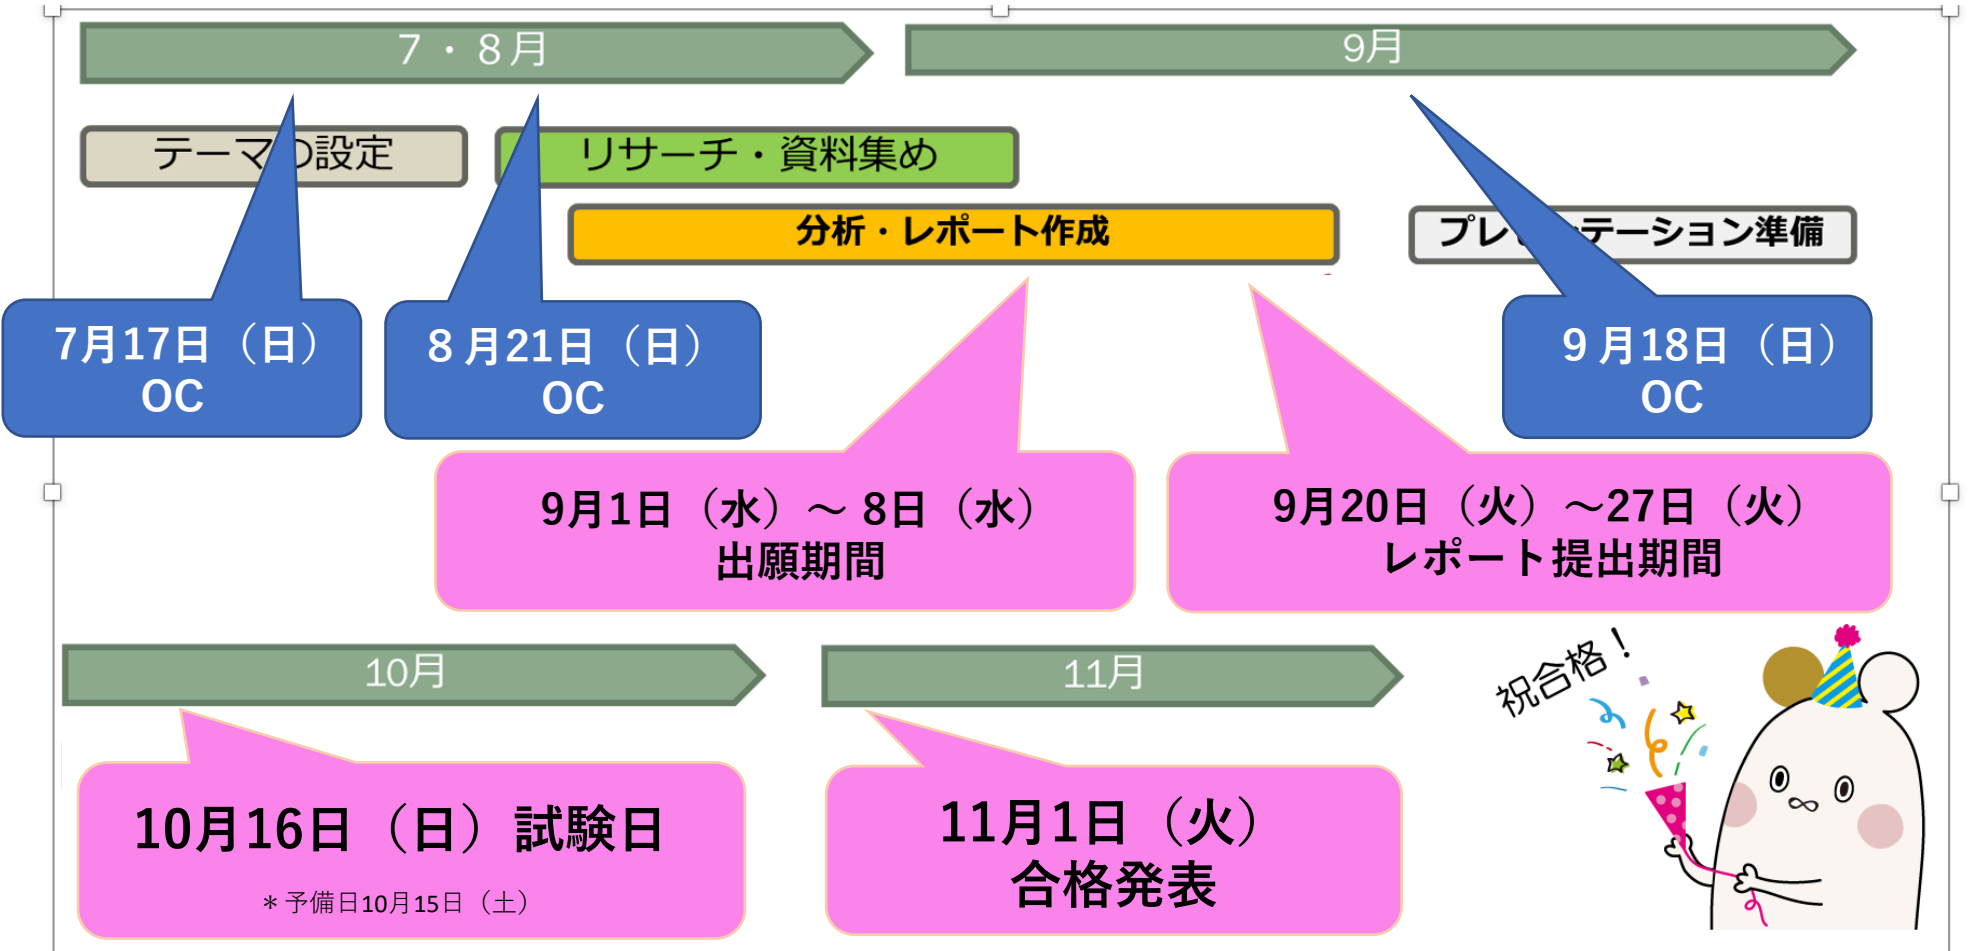 7・8月
9月
テーマの設定
リサーチ・資料集め
分析・レポート作成
プレ ーテーション準備
7月17日（日）
OC
8月21日（日）
OC
9月18日（日）
OC
9月1日（水）～ 8日（水）
出願期間
9月20日（火）～27日（火）
レポート提出期間
10月
11月
祝合格！
10月16日（日）試験日
＊予備日10月15日（土）
11月1日（火）
合格発表